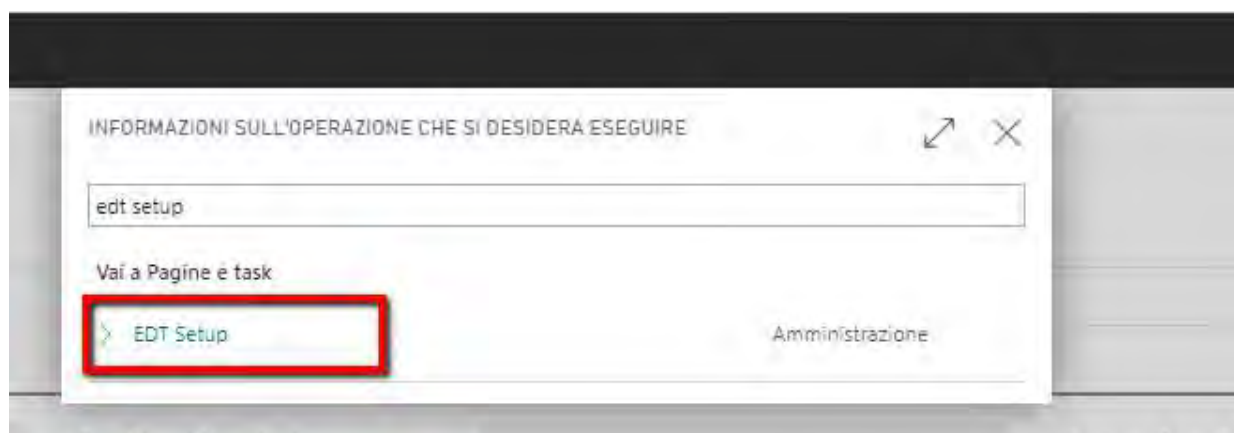 INFORMAZIONI SULL'OPERAZIONE CHE SI DESIDERA ESEGUIRE
edt setup
Vai a Pagine e task
EDT Setup Amministrazione